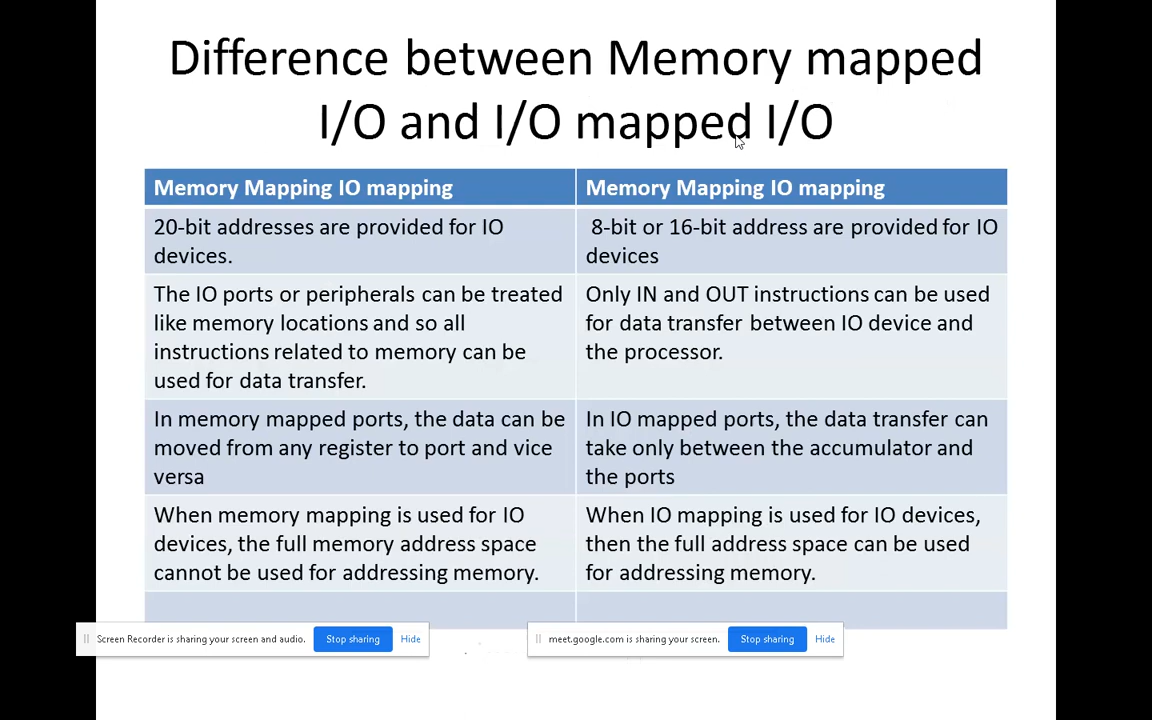 Difference between Memory mapped
I/O and I/O mapped I/O
Memory Mapping IO mapping
Memory Mapping IO mapping
20-bit addresses are provided for IO
devices.
8-bit or 16-bit address are provided for IO
devices
The IO ports or peripherals can be treated
like memory locations and so all
instructions related to memory can be
used for data transfer.
Only IN and OUT instructions can be used
for data transfer between IO device and
the processor.
In memory mapped ports, the data can be
moved from any register to port and vice
versa
In IO mapped ports, the data transfer can
take only between the accumulator and
the ports
When memory mapping is used for IO
devices, the full memory address space
cannot be used for addressing memory.
When IO mapping is used for IO devices,
then the full address space can be used
for addressing memory.
Screen Recorder is sharing your screen and audio. Stop sharing Hide
meet.google.com is sharing your screen. Stop sharing Hide